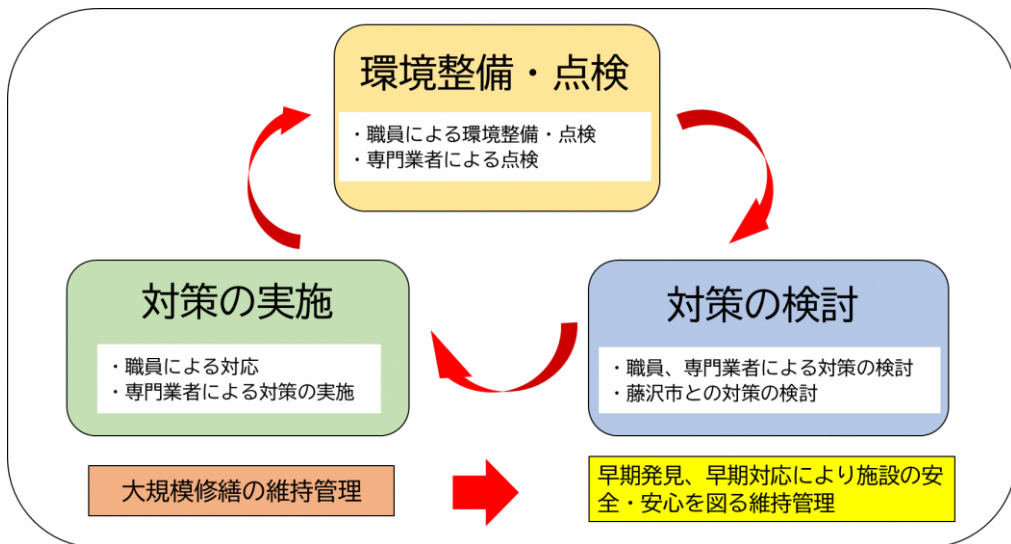 環境整備・点検
・職員による環境整備・点検
・専門業者による点検
対策の実施
・職員による対応
・専門業者による対策の実施
対策の検討
・職員、専門業者による対策の検討
・藤沢市との対策の検討
大規模修繕の維持管理
早期発見、早期対応により施設の安
全・安心を図る維持管理